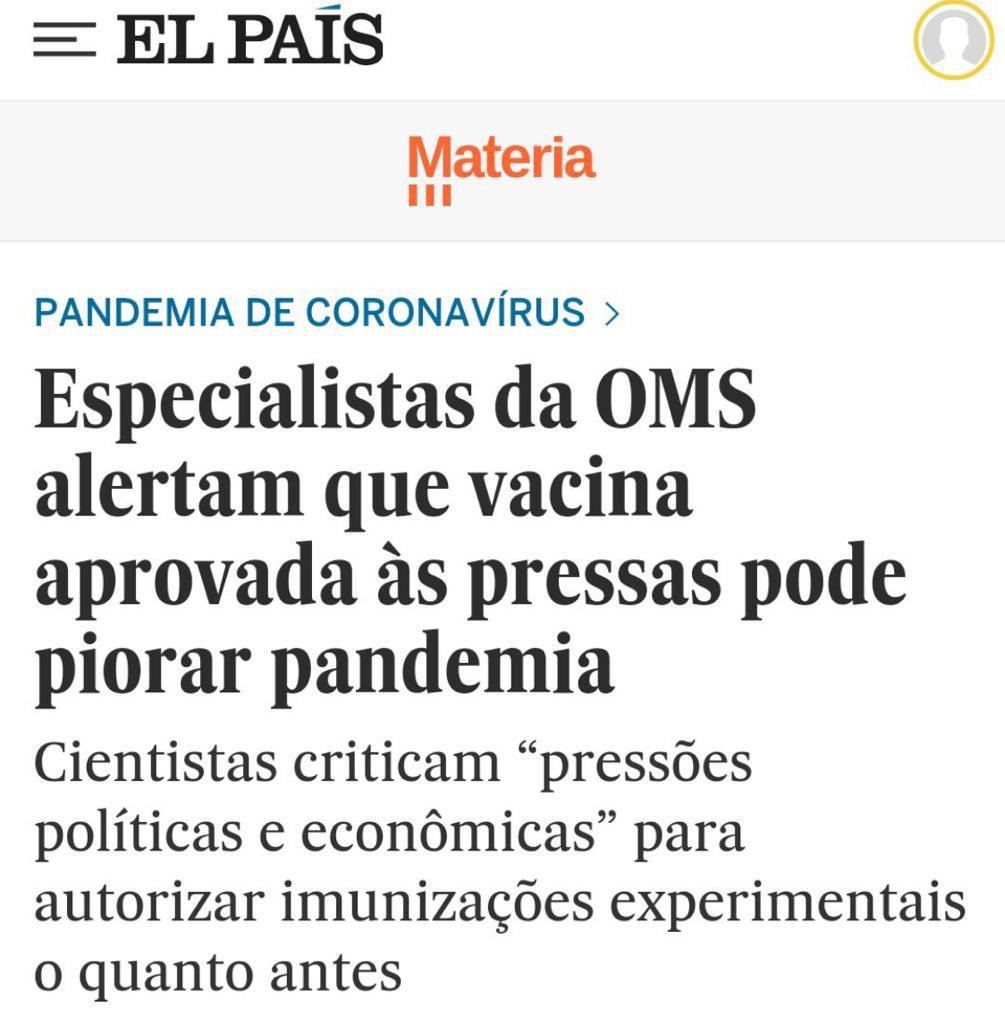 EL PAÍS
Materia
PANDEMIA DE CORONAVÍRUS >
Especialistas da OMS
alertam que vacina
aprovada às pressas pode
piorar pandemia
Cientistas criticam “pressões
políticas e econômicas” para
autorizar imunizações experimentais
o quanto antes